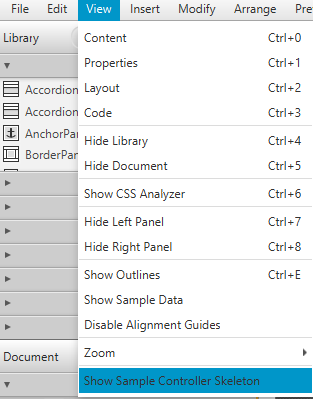 File Edit View Insert Modify Arrange
Library
Content Ctrl+0
Properties Ctrl+1
Layout Ctrl+2
Code Ctrl+3
Hide Library Ctrl+4
Hide Document Ctrl+5
Show CSS Analyzer Ctrl+6
Hide Left Panel Ctrl+7
Hide Right Panel Ctrl+8
Show Outlines Ctrl+E
Show Sample Data
Disable Alignment Guides
Zoom
Show Sample Controller Skeleton
Accordion
Accordion
AnchorPan
BorderPan
Document